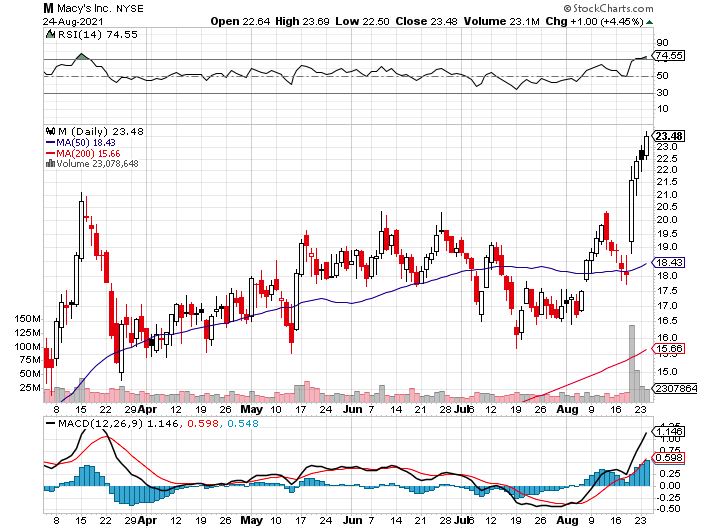 M Macy's Inc. NYSE © StockCharts.com
24-Aug-2021 Open 22.64 High 23.69 Low 22.50 Close 23.48 Volume 23.1M Chg +1.00 (+4.45%)
RSI(14) 74.55
90
74.55
50
30
10
M (Daily) 23.48
MA(50) 18.43
MA(200) 15.66
Volume 23,078,648
23.48
23.0
22.5
22.0
21.5
21.0
20.5
20.0
19.5
19.0
18.5
18.43
18.0
17.5
17.0
16.5
16.0
15.66
15.0
150M
125M
100M
75M
50M
25M
2307864
8 15 22 29 Apr 12 19 26 May 10 17 24 Jun 7 14 21 28 Jul 12 19 26 Aug 9 16 23
MACD(12,26,9) 1.146, 0.598, 0.548
1.146
1.00
0.75
0.598
0.25
0.00
-0.25
-0.50
8 15 22 29 Apr 12 19 26 May 10 17 24 Jun 7 14 21 28 Jul 12 19 26 Aug 9 16 23